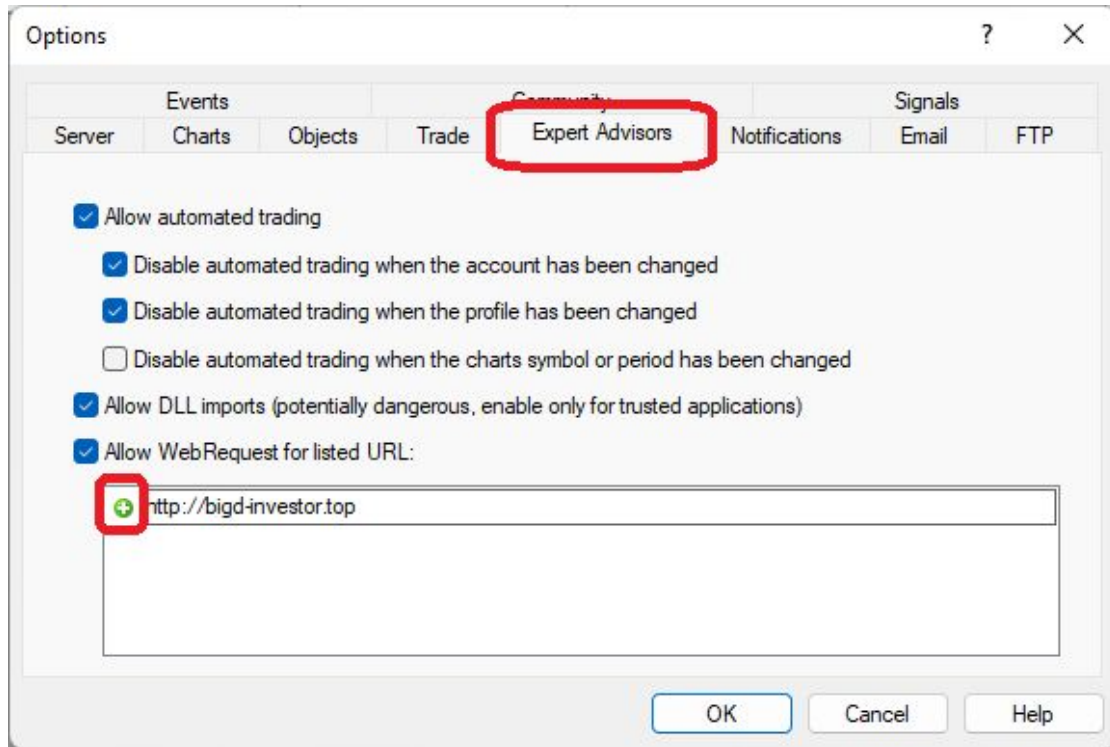 Options ? X
Events Community Signals
Server Charts Objects Trade Expert Advisors Notifications Email FTP
Allow automated trading
Disable automated trading when the account has been changed
Disable automated trading when the profile has been changed
Disable automated trading when the charts symbol or period has been changed
Allow DLL imports (potentially dangerous, enable only for trusted applications)
Allow WebRequest for listed URL:
http://bigd-investor.top
OK Cancel Help